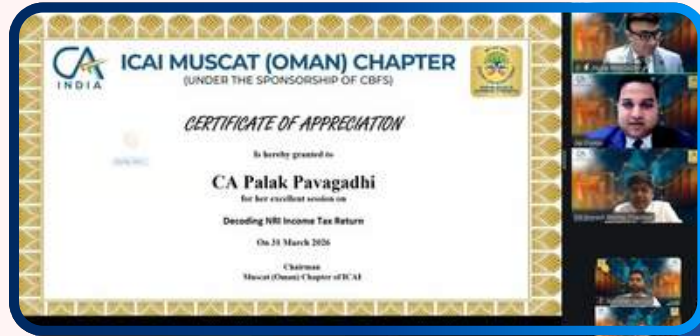 CA
INDIA
ICAI MUSCAT (OMAN) CHAPTER
(UNDER THE SPONSORSHIP OF CBFS)
CERTIFICATE OF APPRECIATION
Is hereby granted to
CA Palak Pavagadhi
for her excellent session on
Decoding NRI Income Tax Return
On 31 March 2026
Chairman
Muscat (Oman) Chapter of ICAI